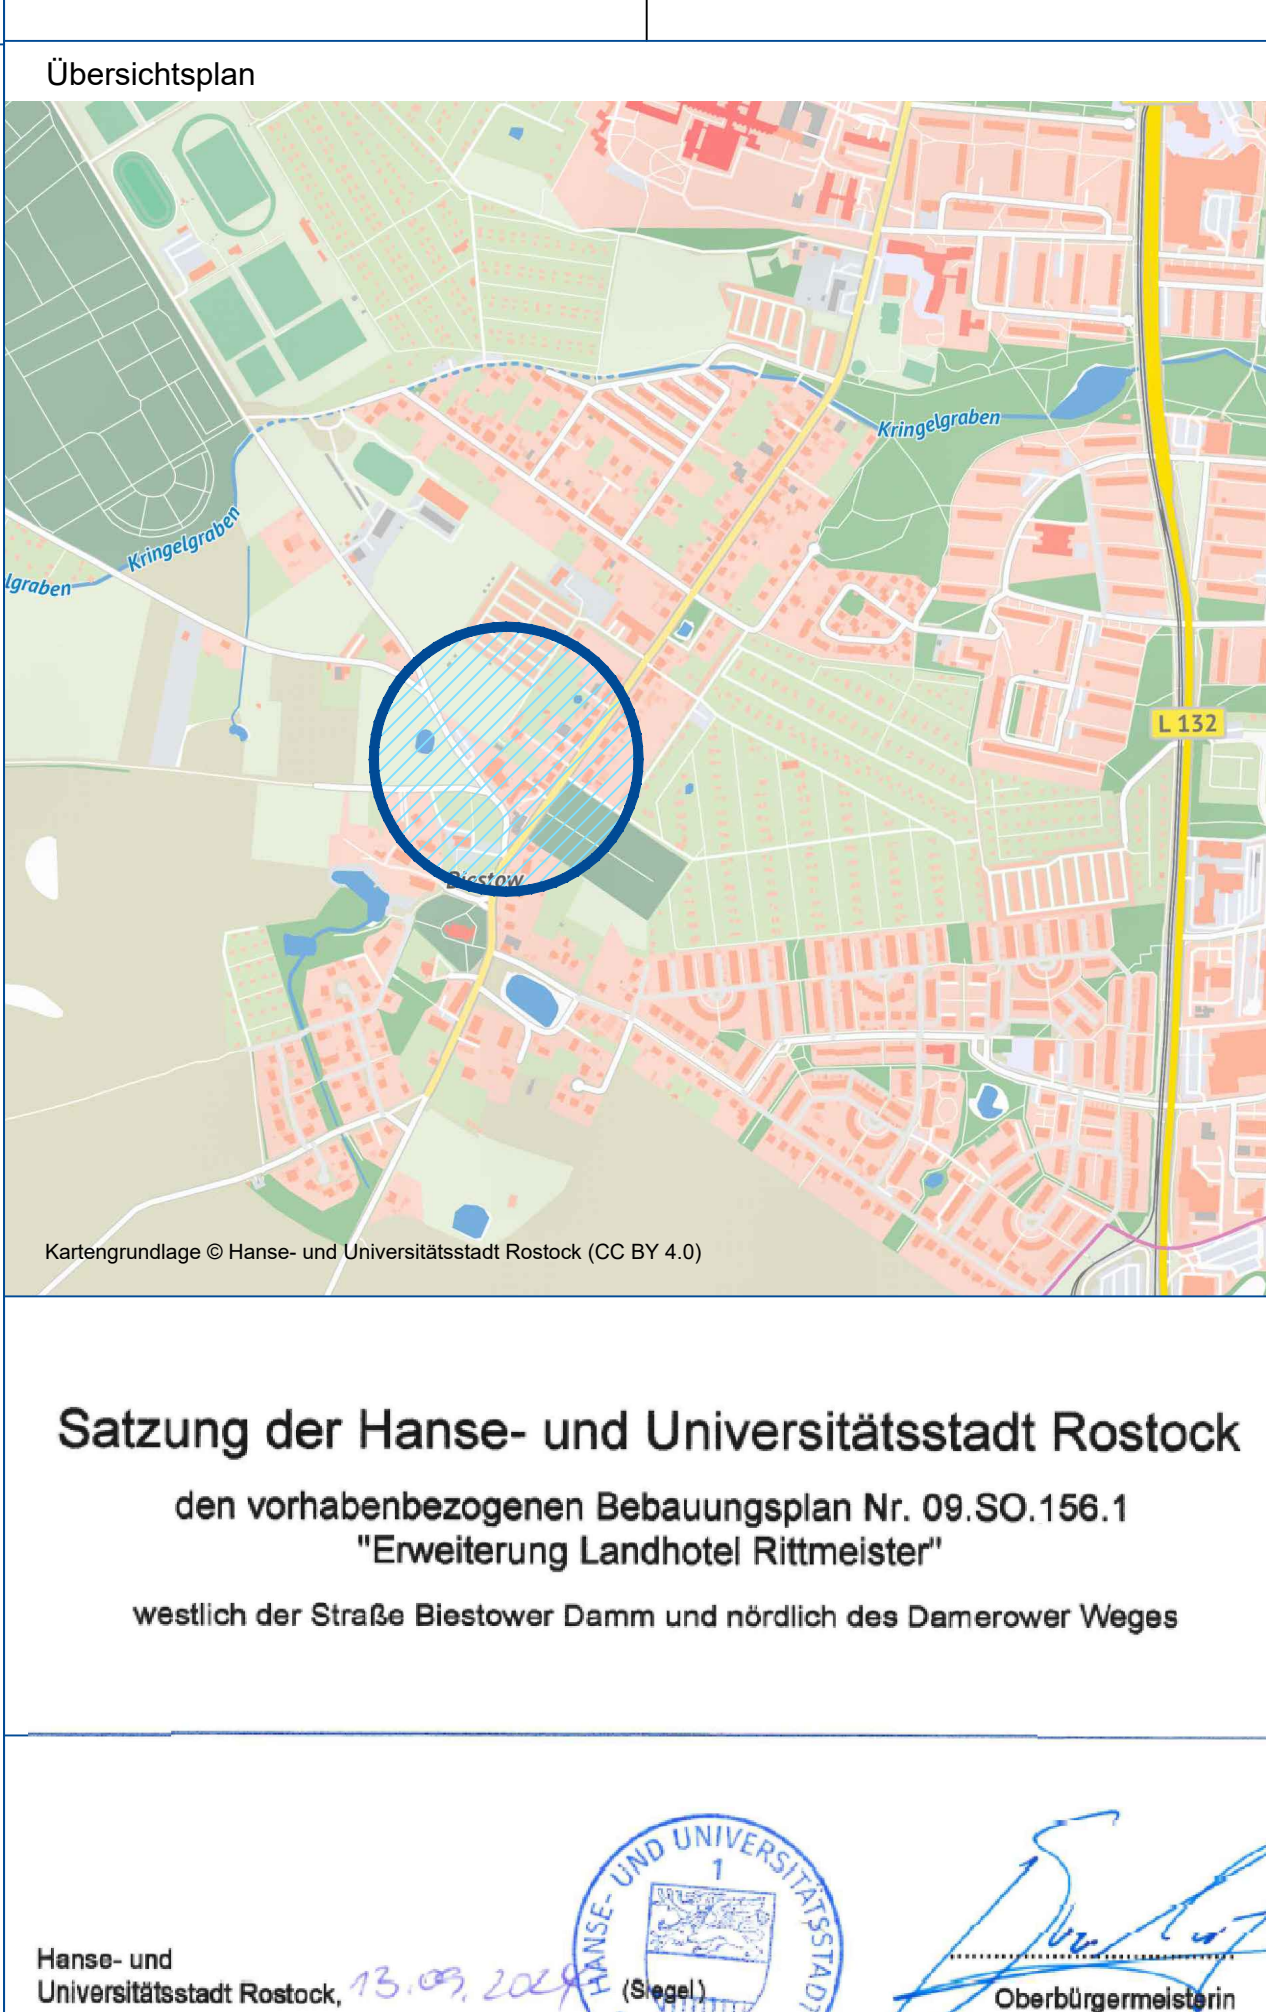 Übersichtsplan
Kringelgraben
Kringelgraben
lgraben
L 132
Biestow
Kartengrundlage © Hanse- und Universitätsstadt Rostock (CC BY 4.0)
Satzung der Hanse- und Universitätsstadt Rostock
den vorhabenbezogenen Bebauungsplan Nr. 09.SO.156.1
"Erweiterung Landhotel Rittmeister"
westlich der Straße Biestower Damm und nördlich des Damerower Weges
HANSE- UND UNIVERSITÄTSSTADT
1
Hanse- und
Universitätsstadt Rostock, 13.09.2024
(Siegel)
Oberbürgermeisterin